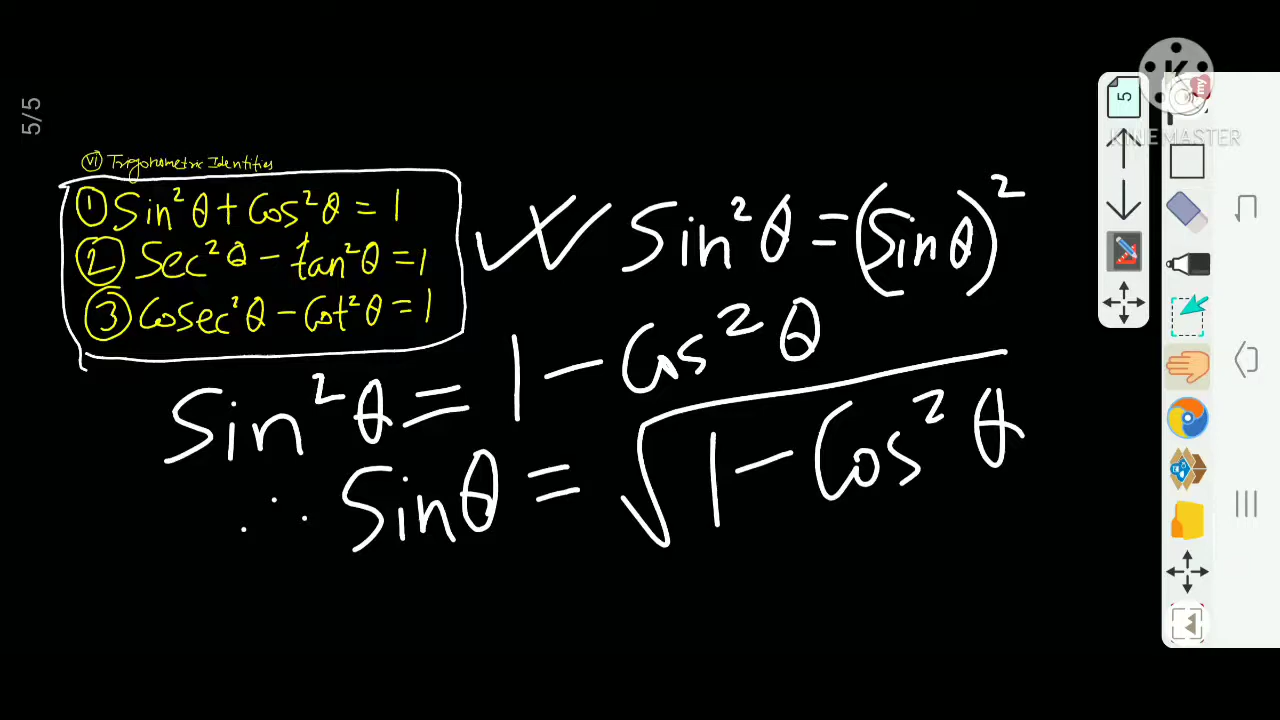 5/5
VI Trigonometric Identities
① Sin²θ + Cos²θ = 1
② Sec²θ - tan²θ = 1
③ Cosec²θ - Cot²θ = 1
Sin²θ = (Sinθ)²
Sin²θ = 1 - Cos²θ
∴ Sinθ = √1 - Cos²θ
5
my
K
KINEMASTER